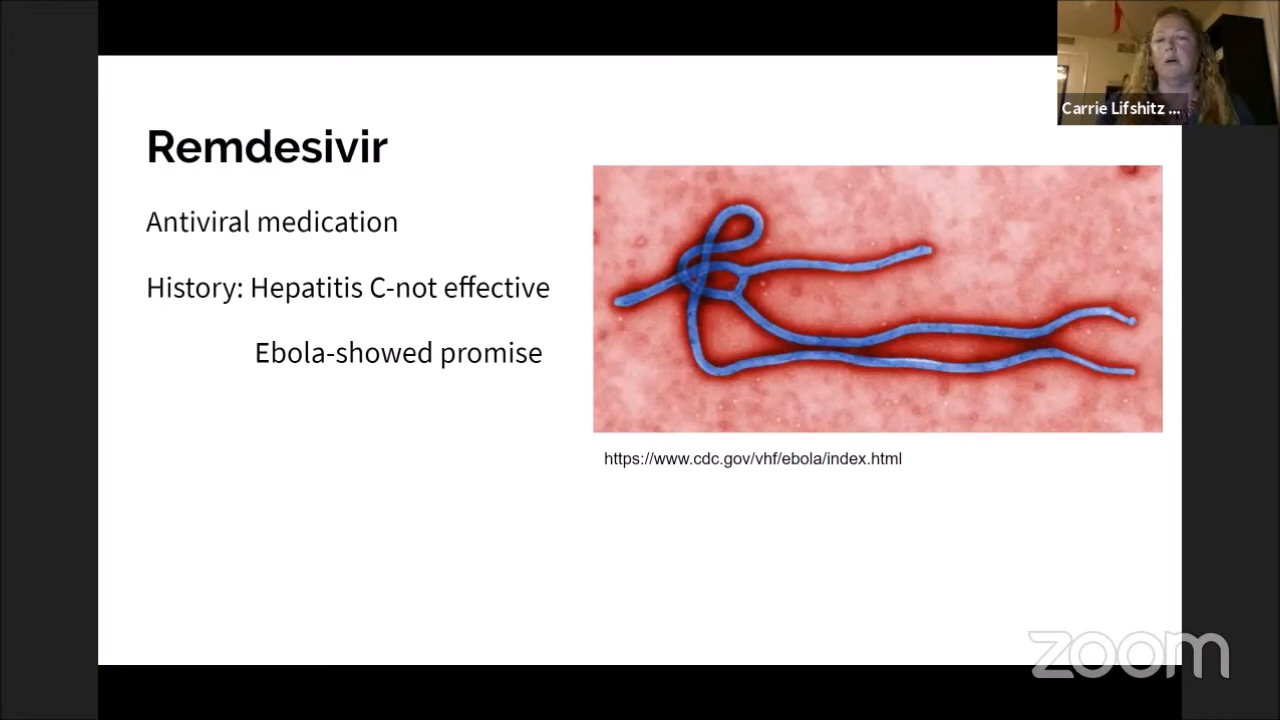 Remdesivir
Antiviral medication
History: Hepatitis C-not effective
Ebola-showed promise
https://www.cdc.gov/vhf/ebola/index.html
Carrie Lifshitz ...
zoom